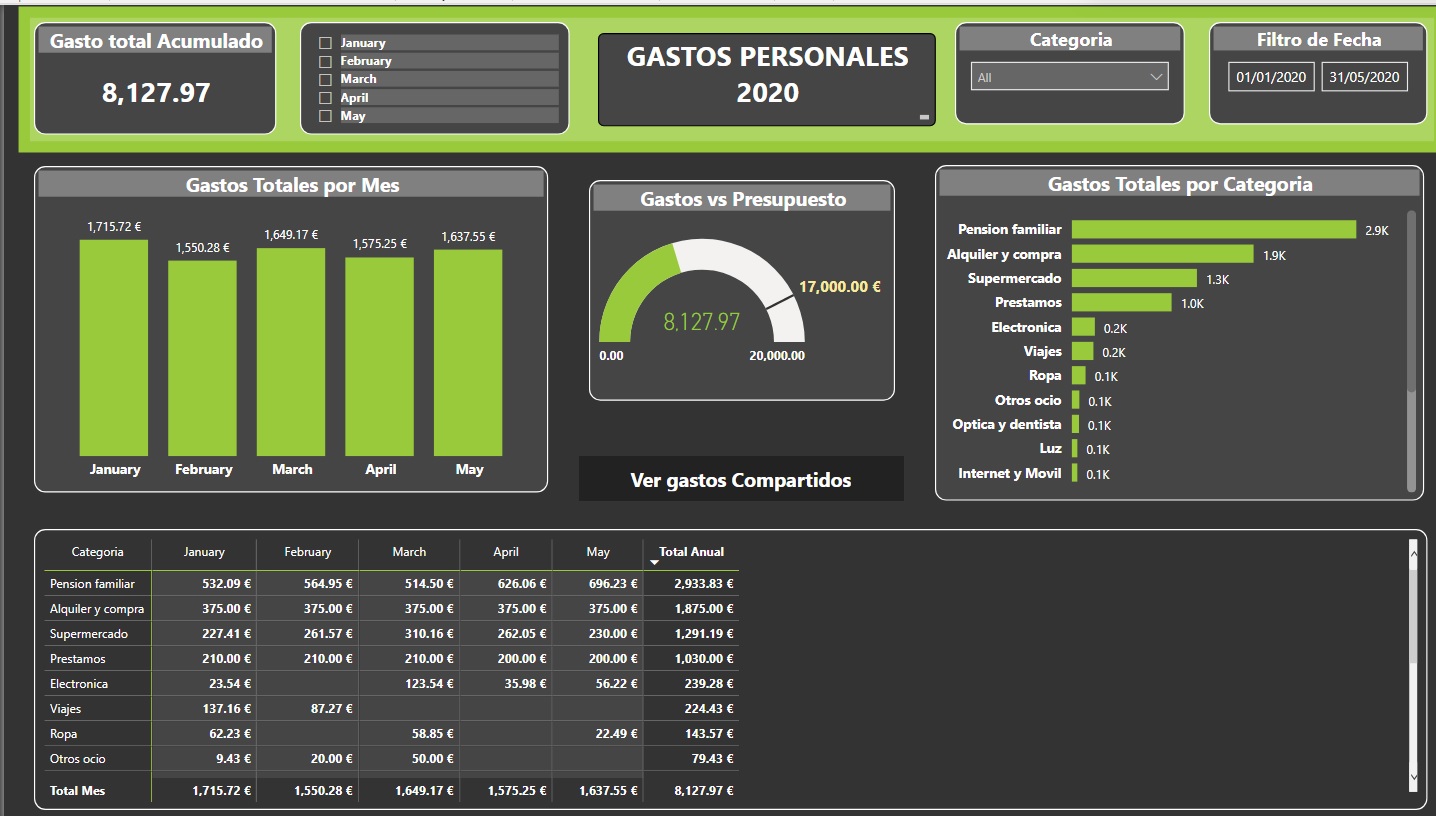 Gasto total Acumulado
8,127.97
January
February
March
April
May
GASTOS PERSONALES
2020
Categoria
All
Filtro de Fecha
01/01/2020 31/05/2020
Gastos Totales por Mes
1,715.72 € 1,550.28 € 1,649.17 € 1,575.25 € 1,637.55 €
January February March April May
Gastos vs Presupuesto
17,000.00 €
8,127.97
0.00 20,000.00
Ver gastos Compartidos
Gastos Totales por Categoria
Pension familiar 2.9K
Alquiler y compra 1.9K
Supermercado 1.3K
Prestamos 1.0K
Electronica 0.2K
Viajes 0.2K
Ropa 0.1K
Otros ocio 0.1K
Optica y dentista 0.1K
Luz 0.1K
Internet y Movil 0.1K
Categoria January February March April May Total Anual
Pension familiar 532.09 € 564.95 € 514.50 € 626.06 € 696.23 € 2,933.83 €
Alquiler y compra 375.00 € 375.00 € 375.00 € 375.00 € 375.00 € 1,875.00 €
Supermercado 227.41 € 261.57 € 310.16 € 262.05 € 230.00 € 1,291.19 €
Prestamos 210.00 € 210.00 € 210.00 € 200.00 € 200.00 € 1,030.00 €
Electronica 23.54 € 123.54 € 35.98 € 56.22 € 239.28 €
Viajes 137.16 € 87.27 € 224.43 €
Ropa 62.23 € 58.85 € 22.49 € 143.57 €
Otros ocio 9.43 € 20.00 € 50.00 € 79.43 €
Total Mes 1,715.72 € 1,550.28 € 1,649.17 € 1,575.25 € 1,637.55 € 8,127.97 €